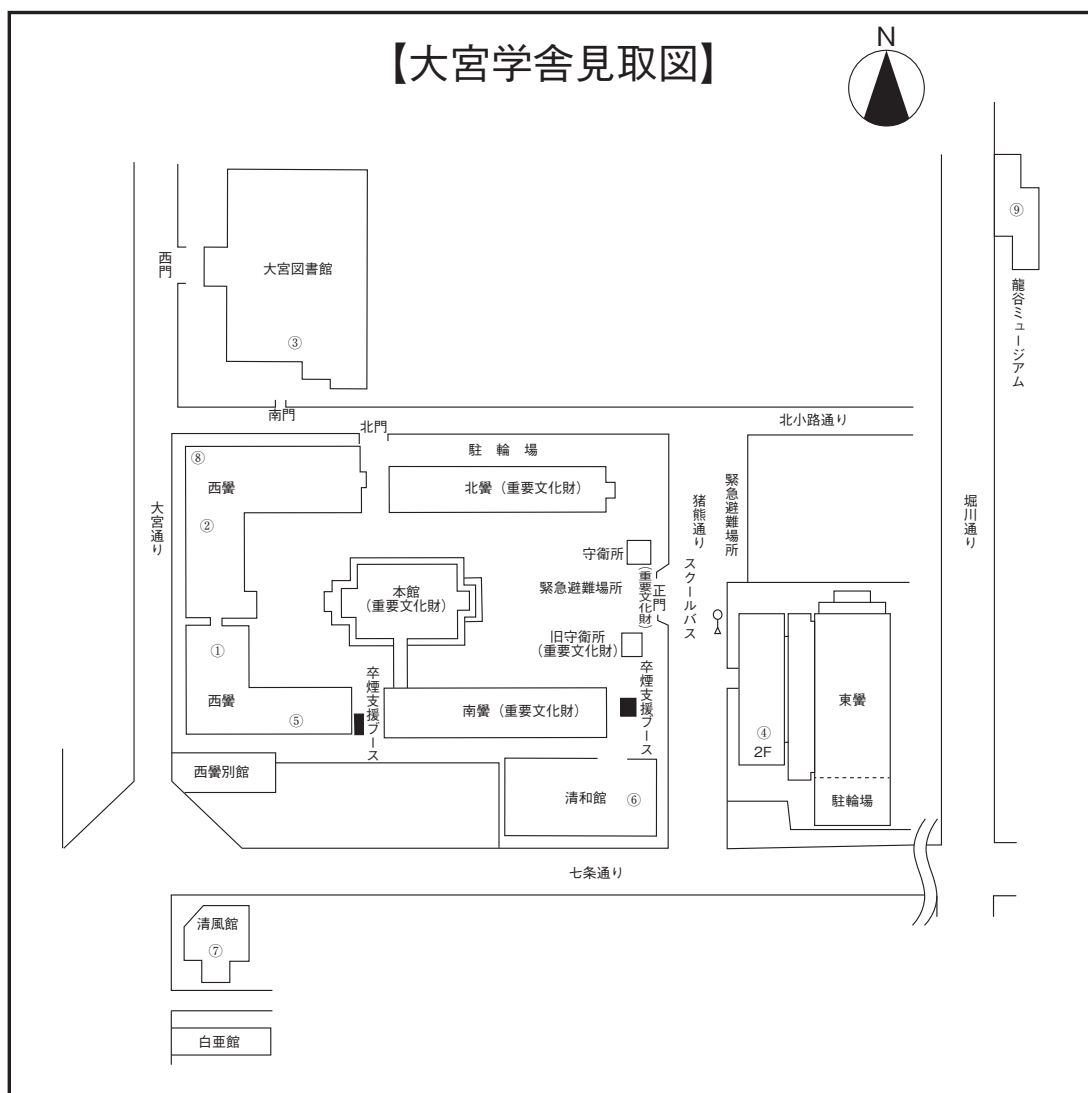 【大宮学舎見取図】
N
⑨
龍谷ミュージアム
西門
大宮図書館
③
南門
北小路通り
北門
駐輪場
⑧
西黌
北黌（重要文化財）
②
大宮通り
猪熊通り
緊急避難場所
堀川通り
守衛所
スクールバス
緊急避難場所
正門
（重要文化財）
本館
（重要文化財）
旧守衛所
（重要文化財）
①
西黌
⑤
卒煙支援ブース
南黌（重要文化財）
卒煙支援ブース
東黌
④
2F
西黌別館
清和館
⑥
駐輪場
七条通り
清風館
⑦
白亜館